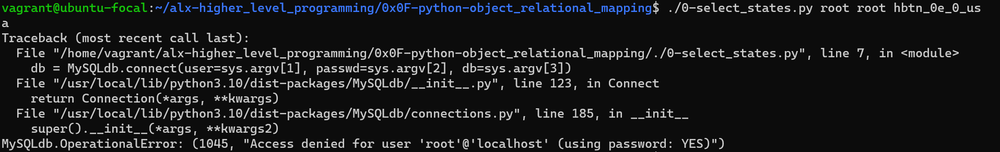 vagrant@ubuntu-focal:~/alx-higher_level_programming/0x0F-python-object_relational_mapping$ ./0-select_states.py root root hbtn_0e_0_us
a
Traceback (most recent call last):
  File "/home/vagrant/alx-higher_level_programming/0x0F-python-object_relational_mapping/./0-select_states.py", line 7, in <module>
    db = MySQLdb.connect(user=sys.argv[1], passwd=sys.argv[2], db=sys.argv[3])
  File "/usr/local/lib/python3.10/dist-packages/MySQLdb/__init__.py", line 123, in Connect
    return Connection(*args, **kwargs)
  File "/usr/local/lib/python3.10/dist-packages/MySQLdb/connections.py", line 185, in __init__
    super().__init__(*args, **kwargs2)
MySQLdb.OperationalError: (1045, "Access denied for user 'root'@'localhost' (using password: YES)")